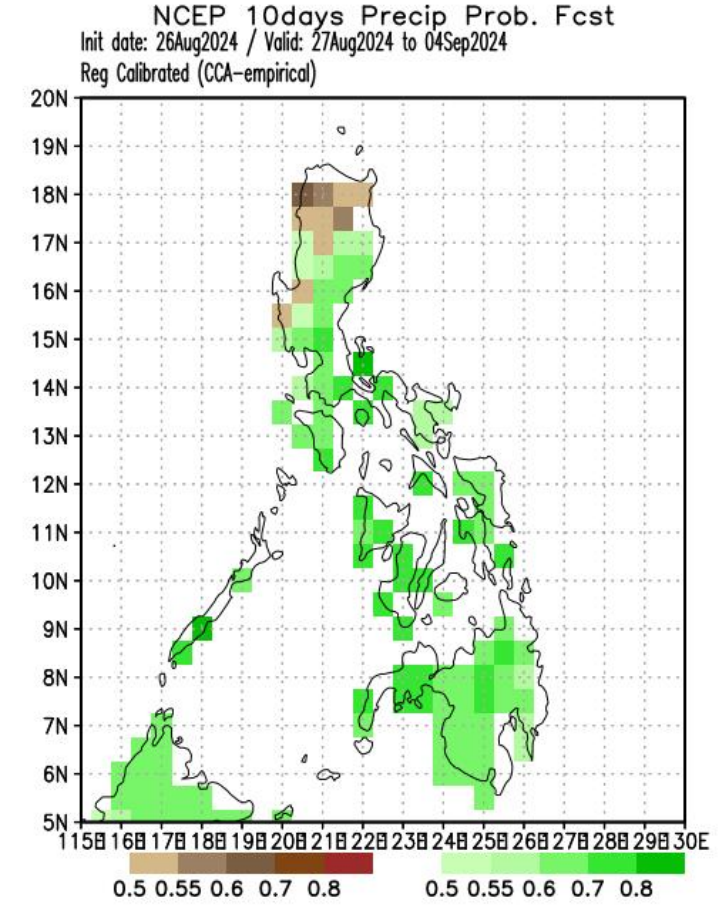 NCEP 10days Precip Prob. Fcst
Init date: 26Aug2024 / Valid: 27Aug2024 to 04Sep2024
Reg Calibrated (CCA-empirical)
20N
19N
18N
17N
16N
15N
14N
13N
12N
11N
10N
9N
8N
7N
6N
5N
115E 116E 117E 118E 119E 120E 121E 122E 123E 124E 125E 126E 127E 128E 129E 130E
0.5 0.55 0.6 0.7 0.8 0.5 0.55 0.6 0.7 0.8